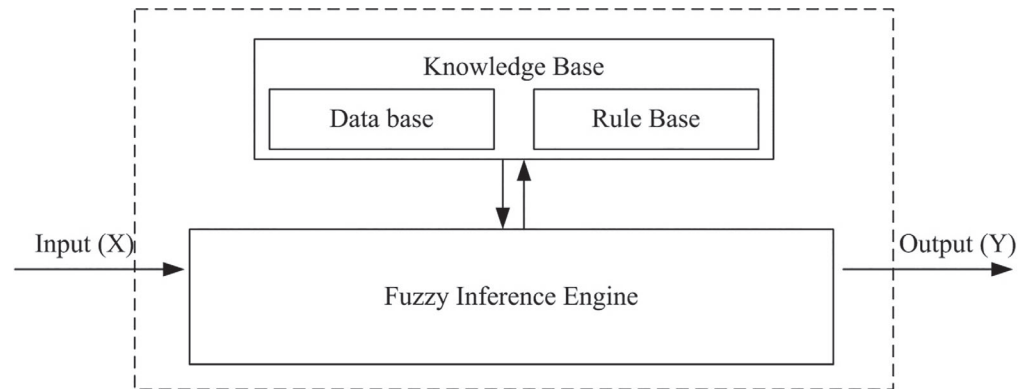 Knowledge Base
Data base
Rule Base
Input (X)
Output (Y)
Fuzzy Inference Engine